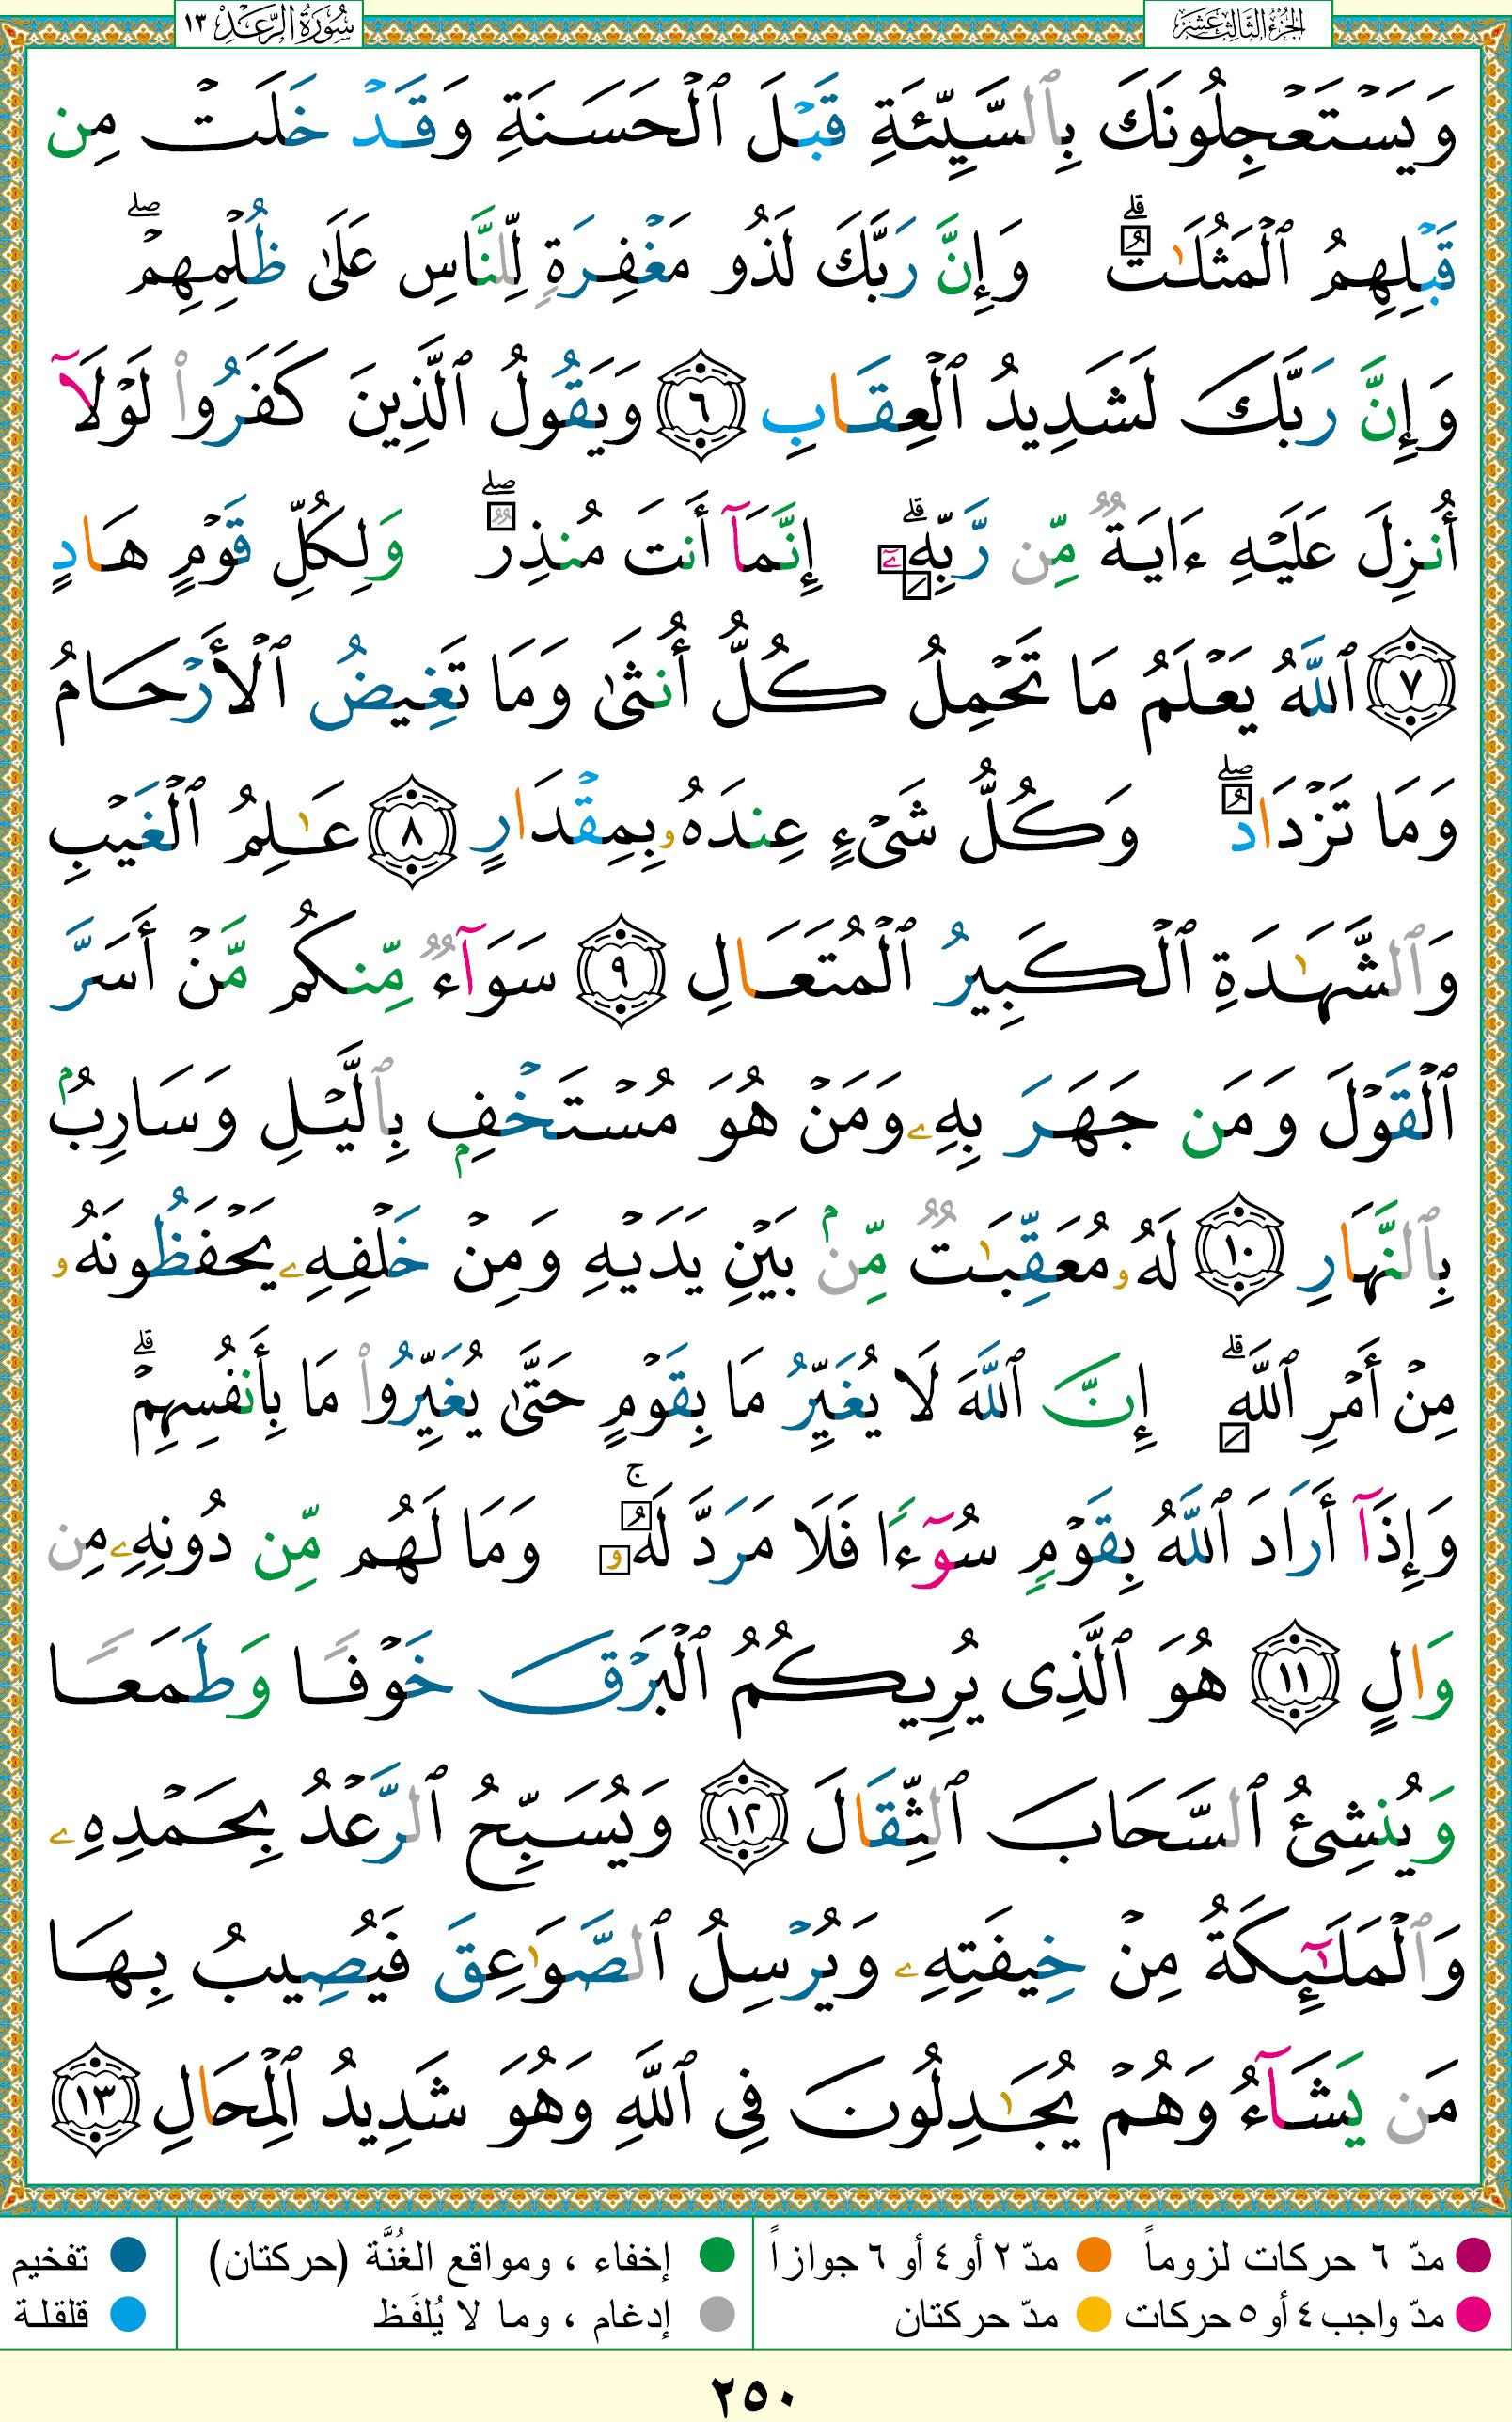 سُورَةُ الرَّعْدِ ١٣ الجُزْءُ الثَّالِثُ عَشَرَ
وَيَسۡتَعۡجِلُونَكَ بِٱلسَّيِّئَةِ قَبۡلَ ٱلۡحَسَنَةِ وَقَدۡ خَلَتۡ مِن
قَبۡلِهِمُ ٱلۡمَثُلَٰتُۗ وَإِنَّ رَبَّكَ لَذُو مَغۡفِرَةٖ لِّلنَّاسِ عَلَىٰ ظُلۡمِهِمۡۖ
وَإِنَّ رَبَّكَ لَشَدِيدُ ٱلۡعِقَابِ ٦ وَيَقُولُ ٱلَّذِينَ كَفَرُواْ لَوۡلَآ
أُنزِلَ عَلَيۡهِ ءَايَةٞ مِّن رَّبِّهِۦٓۗ إِنَّمَآ أَنتَ مُنذِرٞۖ وَلِكُلِّ قَوۡمٍ هَادٍ
٧ ٱللَّهُ يَعۡلَمُ مَا تَحۡمِلُ كُلُّ أُنثَىٰ وَمَا تَغِيضُ ٱلۡأَرۡحَامُ
وَمَا تَزۡدَادُۖ وَكُلُّ شَيۡءٍ عِندَهُۥ بِمِقۡدَارٍ ٨ عَٰلِمُ ٱلۡغَيۡبِ
وَٱلشَّهَٰدَةِ ٱلۡكَبِيرُ ٱلۡمُتَعَالِ ٩ سَوَآءٞ مِّنكُم مَّنۡ أَسَرَّ
ٱلۡقَوۡلَ وَمَن جَهَرَ بِهِۦ وَمَنۡ هُوَ مُسۡتَخۡفِۭ بِٱلَّيۡلِ وَسَارِبُۢ
بِٱلنَّهَارِ ١٠ لَهُۥ مُعَقِّبَٰتٞ مِّنۢ بَيۡنِ يَدَيۡهِ وَمِنۡ خَلۡفِهِۦ يَحۡفَظُونَهُۥ
مِنۡ أَمۡرِ ٱللَّهِۗ إِنَّ ٱللَّهَ لَا يُغَيِّرُ مَا بِقَوۡمٍ حَتَّىٰ يُغَيِّرُواْ مَا بِأَنفُسِهِمۡۗ
وَإِذَآ أَرَادَ ٱللَّهُ بِقَوۡمٖ سُوٓءٗا فَلَا مَرَدَّ لَهُۥۚ وَمَا لَهُم مِّن دُونِهِۦ مِن
وَالٍ ١١ هُوَ ٱلَّذِي يُرِيكُمُ ٱلۡبَرۡقَ خَوۡفٗا وَطَمَعٗا
وَيُنشِئُ ٱلسَّحَابَ ٱلثِّقَالَ ١٢ وَيُسَبِّحُ ٱلرَّعۡدُ بِحَمۡدِهِۦ
وَٱلۡمَلَٰٓئِكَةُ مِنۡ خِيفَتِهِۦ وَيُرۡسِلُ ٱلصَّوَٰعِقَ فَيُصِيبُ بِهَا
مَن يَشَآءُ وَهُمۡ يُجَٰدِلُونَ فِي ٱللَّهِ وَهُوَ شَدِيدُ ٱلۡمِحَالِ ١٣
مدّ ٦ حركات لزوماً مدّ ٢ أو ٤ أو ٦ جوازاً إخفاء ، ومواقع الغُنَّة (حركتان) تفخيم
مدّ واجب ٤ أو ٥ حركات مدّ حركتان إدغام ، وما لا يُلفَظ قلقلة
٢٥٠